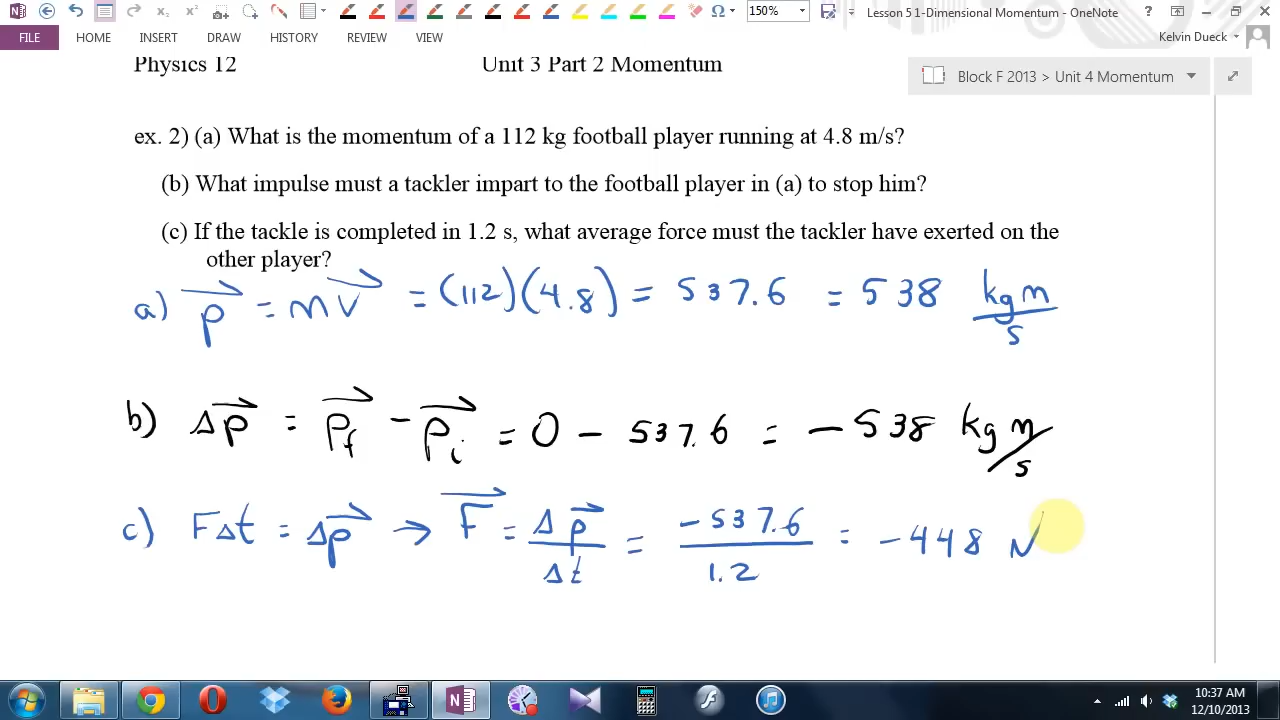 150%
Lesson 5 1-Dimensional Momentum - OneNote
?
FILE HOME INSERT DRAW HISTORY REVIEW VIEW
Kelvin Dueck
Physics 12 Unit 3 Part 2 Momentum
Block F 2013 > Unit 4 Momentum
ex. 2) (a) What is the momentum of a 112 kg football player running at 4.8 m/s?
(b) What impulse must a tackler impart to the football player in (a) to stop him?
(c) If the tackle is completed in 1.2 s, what average force must the tackler have exerted on the
other player?
a) p⃗ = mv⃗ = (112)(4.8) = 537.6 = 538 kg m/s
b) Δp⃗ = p⃗f - p⃗i = 0 - 537.6 = -538 kg m/s
c) FΔt = Δp⃗ → F⃗ = Δp⃗/Δt = -537.6/1.2 = -448 N
10:37 AM
12/10/2013